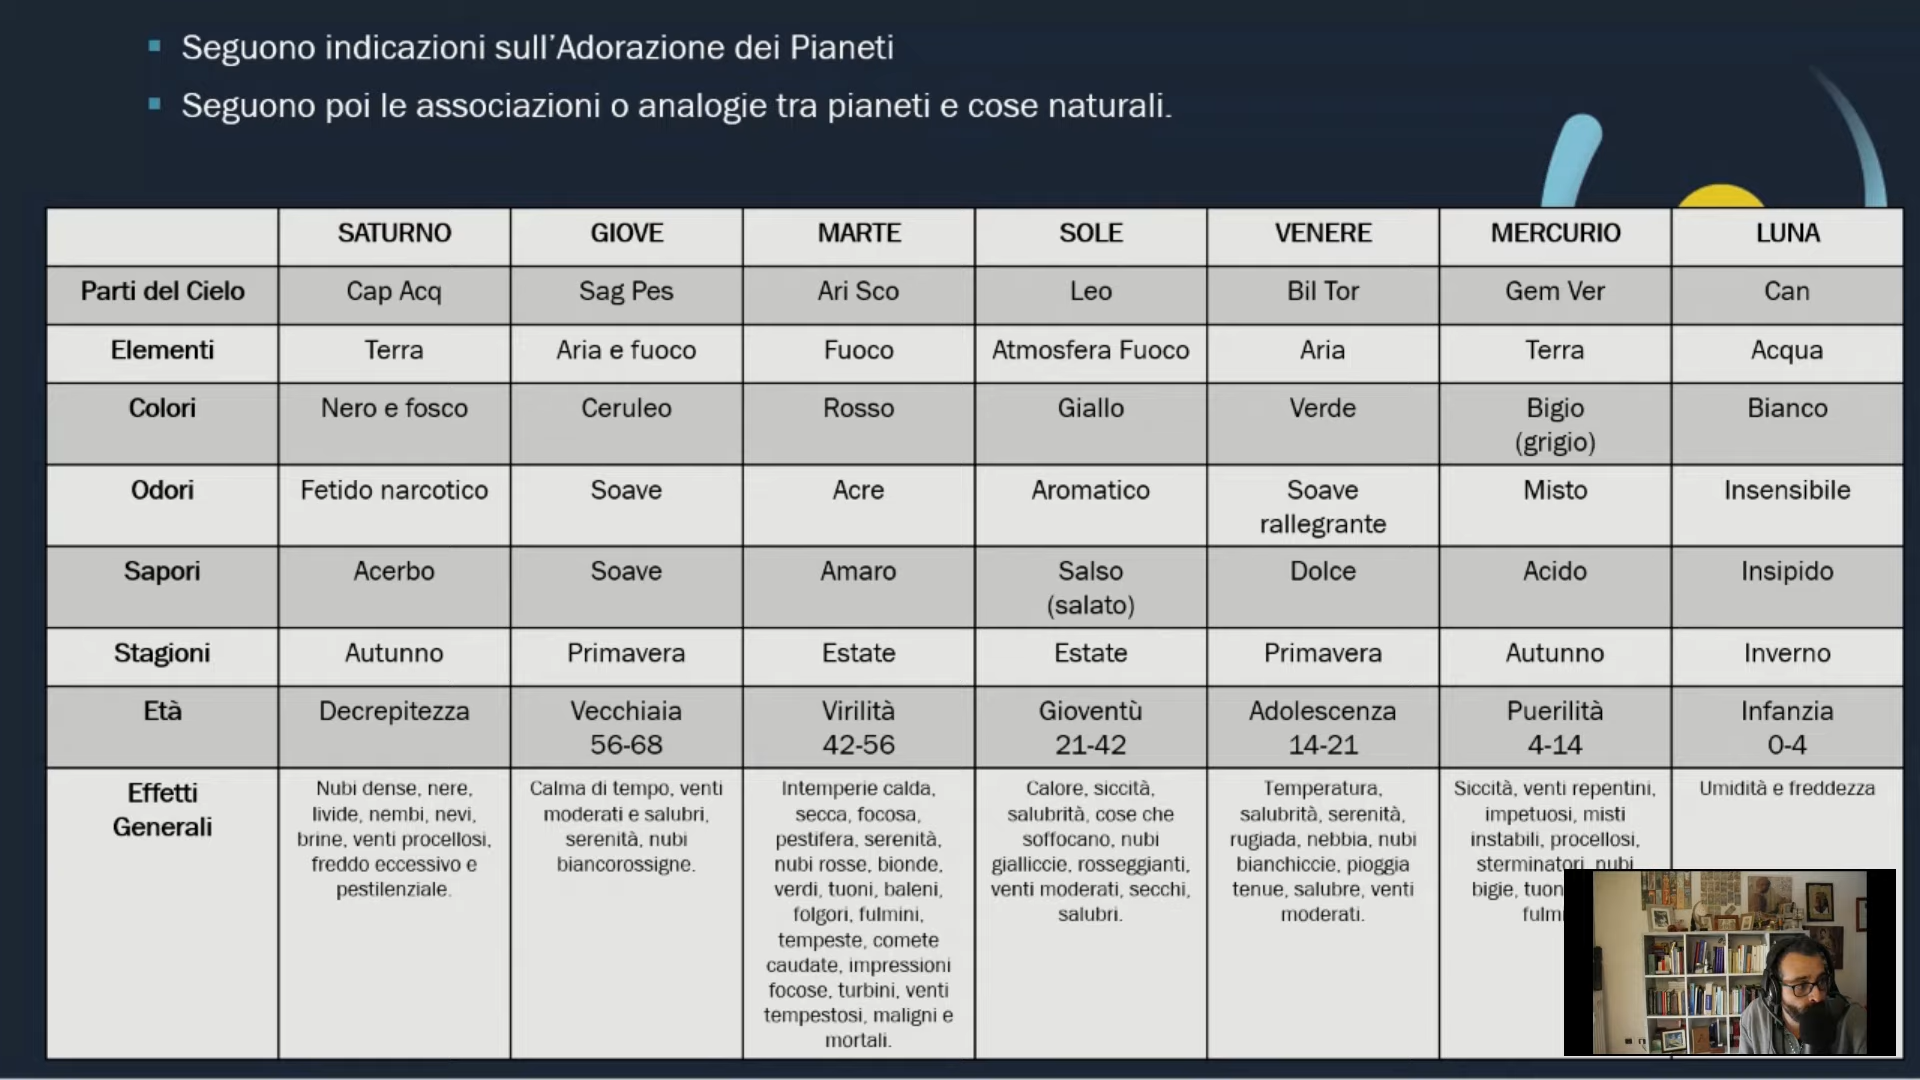 Seguono indicazioni sull'Adorazione dei Pianeti
Seguono poi le associazioni o analogie tra pianeti e cose naturali.
SATURNO GIOVE MARTE SOLE VENERE MERCURIO LUNA
Parti del Cielo Cap Acq Sag Pes Ari Sco Leo Bil Tor Gem Ver Can
Elementi Terra Aria e fuoco Fuoco Atmosfera Fuoco Aria Terra Acqua
Colori Nero e fosco Ceruleo Rosso Giallo Verde Bigio Bianco
(grigio)
Odori Fetido narcotico Soave Acre Aromatico Soave Misto Insensibile
rallegrante
Sapori Acerbo Soave Amaro Salso Dolce Acido Insipido
(salato)
Stagioni Autunno Primavera Estate Estate Primavera Autunno Inverno
Età Decrepitezza Vecchiaia Virilità Gioventù Adolescenza Puerilità Infanzia
56-68 42-56 21-42 14-21 4-14 0-4
Effetti
Generali
Nubi dense, nere,
livide, nembi, nevi,
brine, venti procellosi,
freddo eccessivo e
pestilenziale.
Calma di tempo, venti
moderati e salubri,
serenità, nubi
biancorossigne.
Intemperie calda,
secca, focosa,
pestifera, serenità,
nubi rosse, bionde,
verdi, tuoni, baleni,
folgori, fulmini,
tempeste, comete
caudate, impressioni
focose, turbini, venti
tempestosi, maligni e
mortali.
Calore, siccità,
salubrità, cose che
soffocano, nubi
gialliccie, rosseggianti,
venti moderati, secchi,
salubri.
Temperatura,
salubrità, serenità,
rugiada, nebbia, nubi
bianchiccie, pioggia
tenue, salubre, venti
moderati.
Siccità, venti repentini,
impetuosi, misti
instabili, procellosi,
sterminatori, nubi
bigie,
Umidità e freddezza